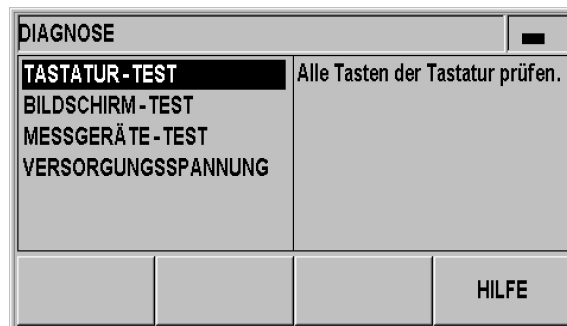 DIAGNOSE
TASTATUR-TEST
Alle Tasten der Tastatur prüfen.
BILDSCHIRM-TEST
MESSGERÄTE-TEST
VERSORGUNGSSPANNUNG
HILFE